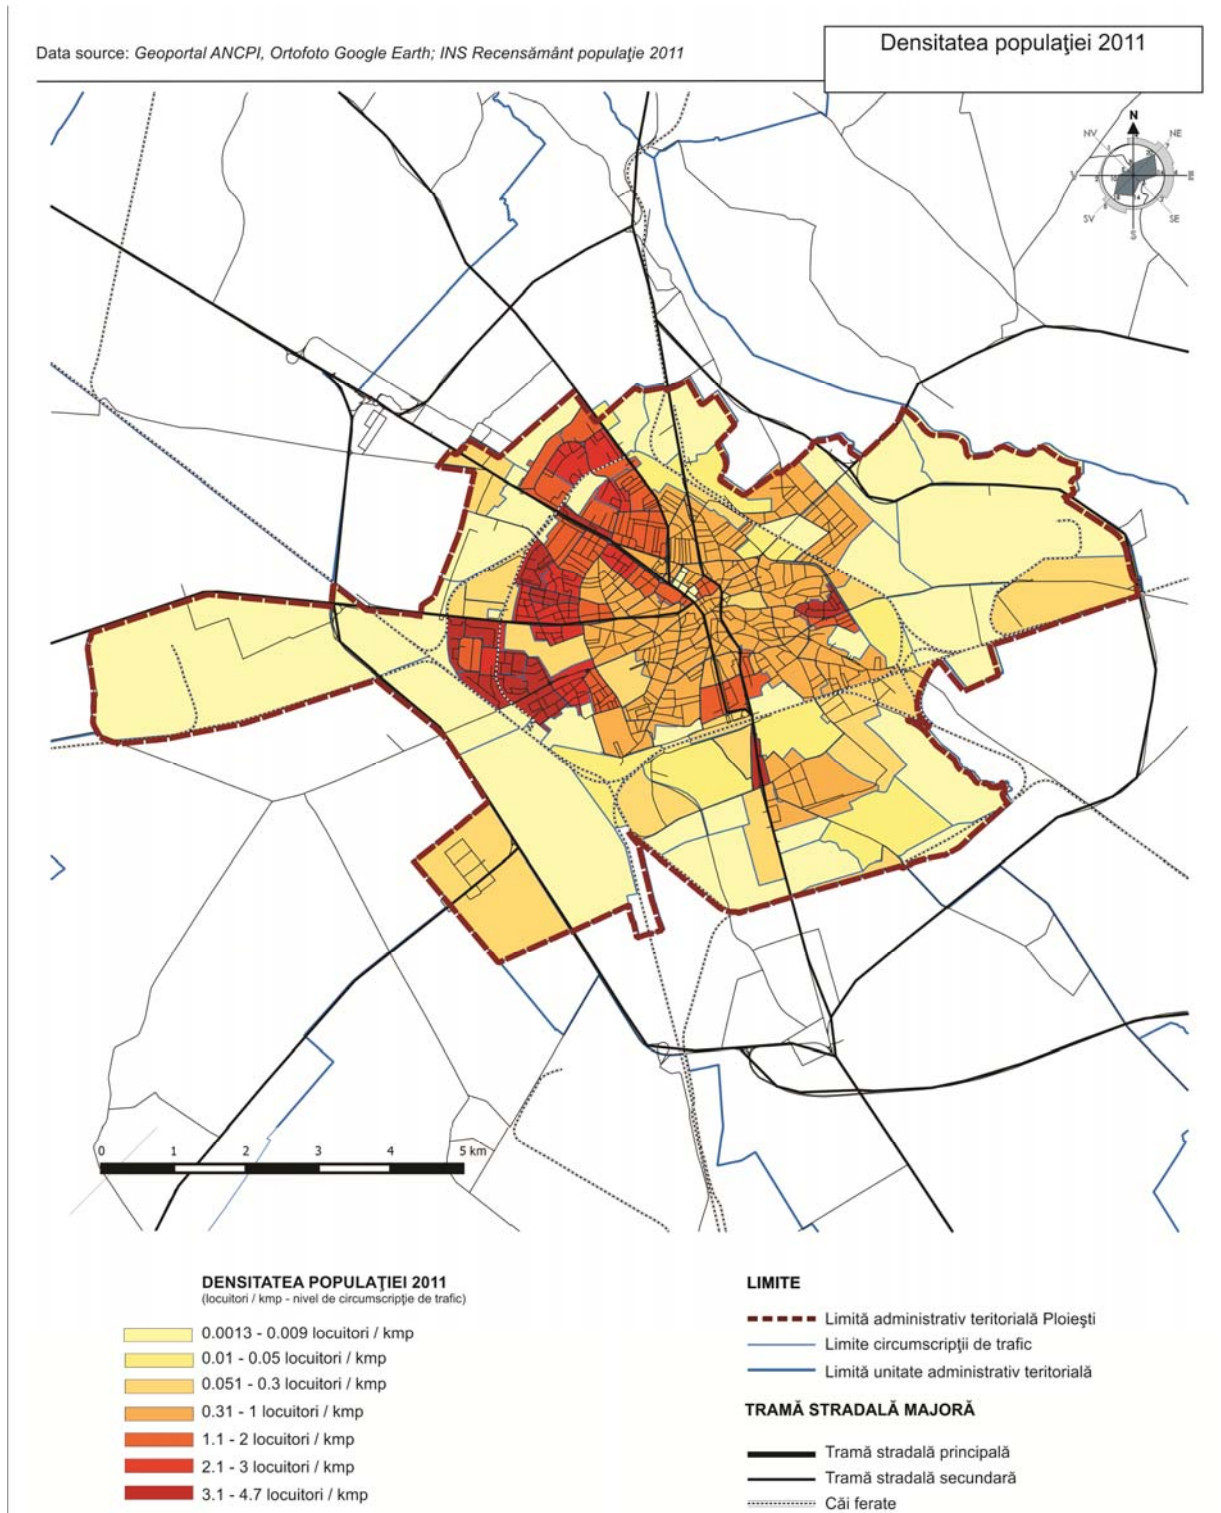 Data source: Geoportal ANCPI, Ortofoto Google Earth; INS Recensământ populaţie 2011
Densitatea populaţiei 2011
N
NV
NE
SV
SE
S
0 1 2 3 4 5 km
DENSITATEA POPULAŢIEI 2011
(locuitori / kmp - nivel de circumscripţie de trafic)
0.0013 - 0.009 locuitori / kmp
0.01 - 0.05 locuitori / kmp
0.051 - 0.3 locuitori / kmp
0.31 - 1 locuitori / kmp
1.1 - 2 locuitori / kmp
2.1 - 3 locuitori / kmp
3.1 - 4.7 locuitori / kmp
LIMITE
Limită administrativ teritorială Ploieşti
Limite circumscripţii de trafic
Limită unitate administrativ teritorială
TRAMĂ STRADALĂ MAJORĂ
Tramă stradală principală
Tramă stradală secundară
Căi ferate